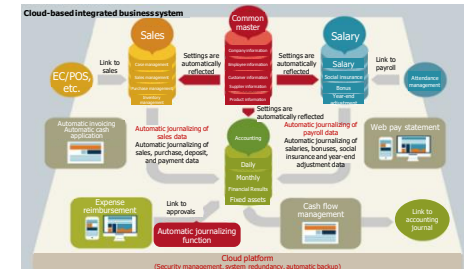 Cloud-based integrated business system
Sales
Common
master
Salary
Company information
Employee information
Customer information
Supplier information
Product information
Card management
Sales management
Purchase management
Inventory
management
Salary
Social insurance
Bonus
Year-end
adjustment
Link to
sales
Settings are
automatically
reflected
Settings are
automatically
reflected
Link to
payroll
EC/POS,
etc.
Attendance
management
Settings are
automatically reflected
Automatic invoicing
Automatic cash
application
Automatic journalizing of
sales data
Automatic journalizing of
sales, purchase, deposit,
and payment data
Accounting
Daily
Monthly
Financial Results
Fixed assets
Automatic journalizing of
payroll data
Automatic journalizing of
salaries, bonuses, social
insurance and year-end
adjustment data
Web pay statement
Expense
reimbursement
Link to
approvals
Automatic journalizing
function
Cash flow
management
Link to
accounting
journal
Cloud platform
(Security management, system redundancy, automatic backup)